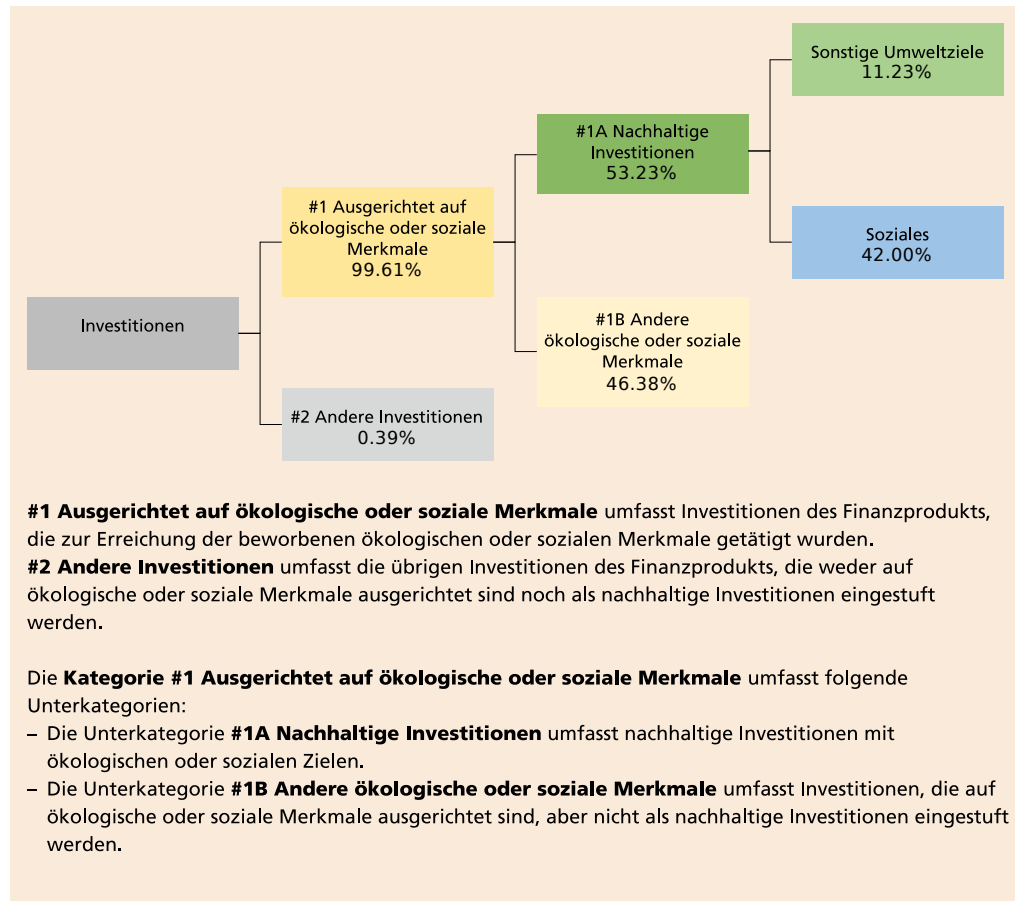 Sonstige Umweltziele
11.23%
#1A Nachhaltige
Investitionen
53.23%
#1 Ausgerichtet auf
ökologische oder soziale
Merkmale
99.61%
Soziales
42.00%
Investitionen
#1B Andere
ökologische oder soziale
Merkmale
46.38%
#2 Andere Investitionen
0.39%
#1 Ausgerichtet auf ökologische oder soziale Merkmale umfasst Investitionen des Finanzprodukts,
die zur Erreichung der beworbenen ökologischen oder sozialen Merkmale getätigt wurden.
#2 Andere Investitionen umfasst die übrigen Investitionen des Finanzprodukts, die weder auf
ökologische oder soziale Merkmale ausgerichtet sind noch als nachhaltige Investitionen eingestuft
werden.
Die Kategorie #1 Ausgerichtet auf ökologische oder soziale Merkmale umfasst folgende
Unterkategorien:
– Die Unterkategorie #1A Nachhaltige Investitionen umfasst nachhaltige Investitionen mit
ökologischen oder sozialen Zielen.
– Die Unterkategorie #1B Andere ökologische oder soziale Merkmale umfasst Investitionen, die auf
ökologische oder soziale Merkmale ausgerichtet sind, aber nicht als nachhaltige Investitionen eingestuft
werden.